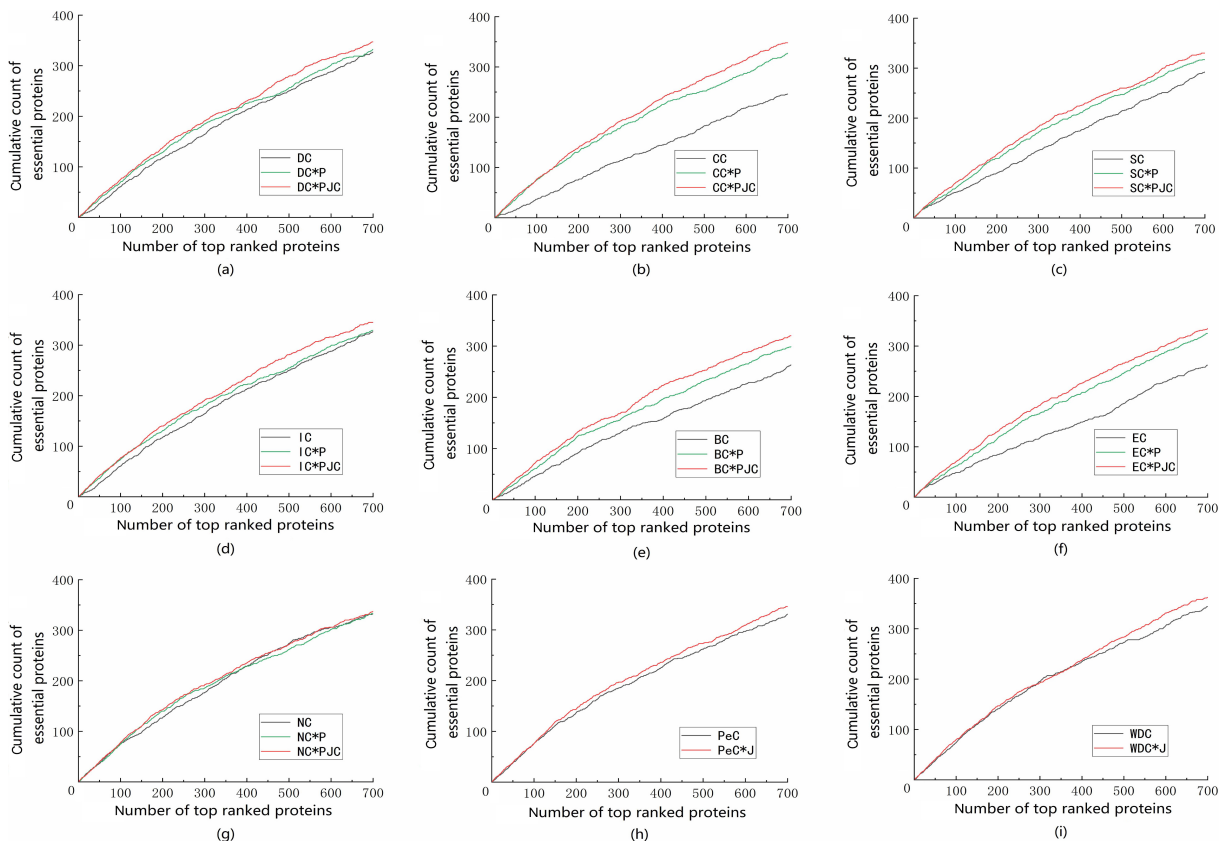 Cumulative count of
essential proteins
400
300
200
100
0
100
200
300
400
500
600
700
DC
DC*P
DC*PJC
Number of top ranked proteins
(a)
Cumulative count of
essential proteins
400
300
200
100
0
100
200
300
400
500
600
700
CC
CC*P
CC*PJC
Number of top ranked proteins
(b)
Cumulative count of
essential proteins
400
300
200
100
0
100
200
300
400
500
600
700
SC
SC*P
SC*PJC
Number of top ranked proteins
(c)
Cumulative count of
essential proteins
400
300
200
100
0
100
200
300
400
500
600
700
IC
IC*P
IC*PJC
Number of top ranked proteins
(d)
Cumulative count of
essential proteins
400
300
200
100
0
100
200
300
400
500
600
700
BC
BC*P
BC*PJC
Number of top ranked proteins
(e)
Cumulative count of
essential proteins
400
300
200
100
0
100
200
300
400
500
600
700
EC
EC*P
EC*PJC
Number of top ranked proteins
(f)
Cumulative count of
essential proteins
400
300
200
100
0
100
200
300
400
500
600
700
NC
NC*P
NC*PJC
Number of top ranked proteins
(g)
Cumulative count of
essential proteins
400
300
200
100
0
100
200
300
400
500
600
700
PeC
PeC*J
Number of top ranked proteins
(h)
Cumulative count of
essential proteins
400
300
200
100
0
100
200
300
400
500
600
700
WDC
WDC*J
Number of top ranked proteins
(i)